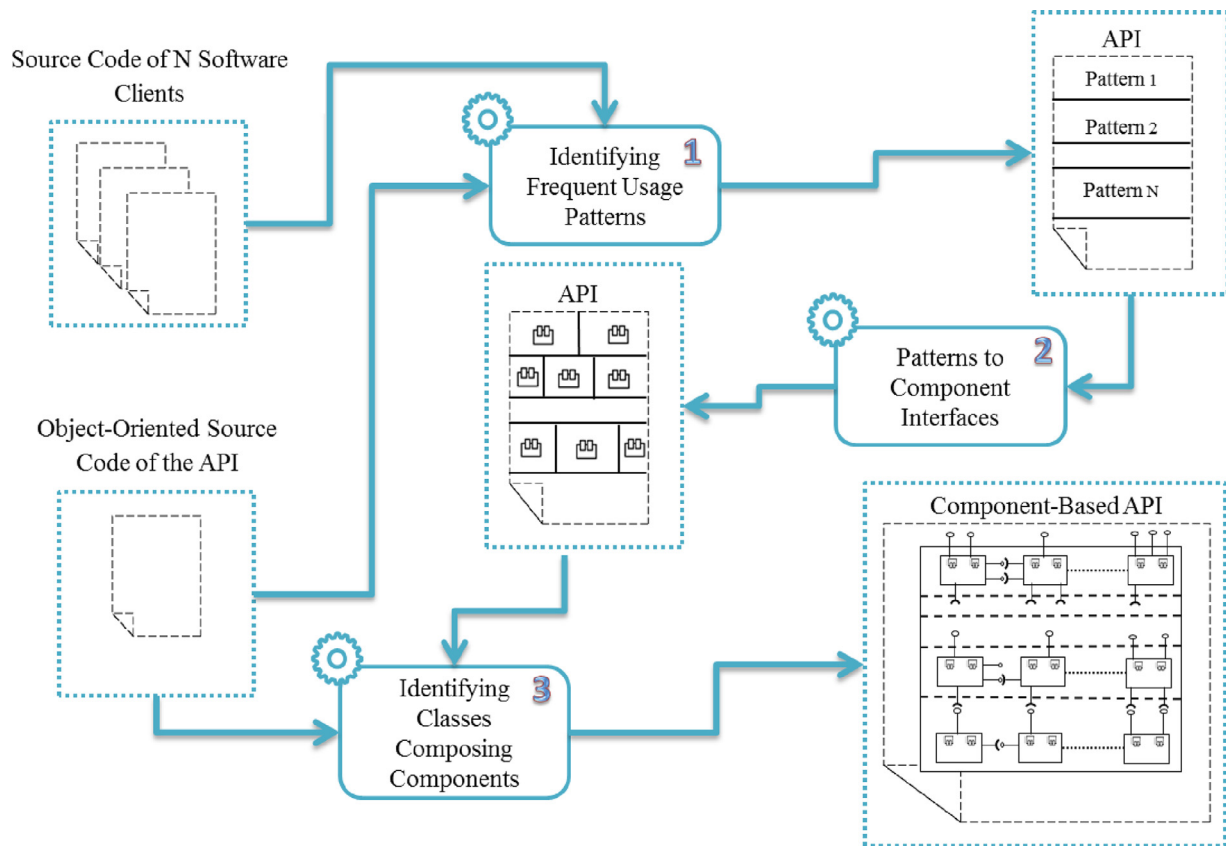 Source Code of N Software
Clients
1
Identifying
Frequent Usage
Patterns
API
Pattern 1
Pattern 2
Pattern N
API
2
Patterns to
Component
Interfaces
Object-Oriented Source
Code of the API
3
Identifying
Classes
Composing
Components
Component-Based API